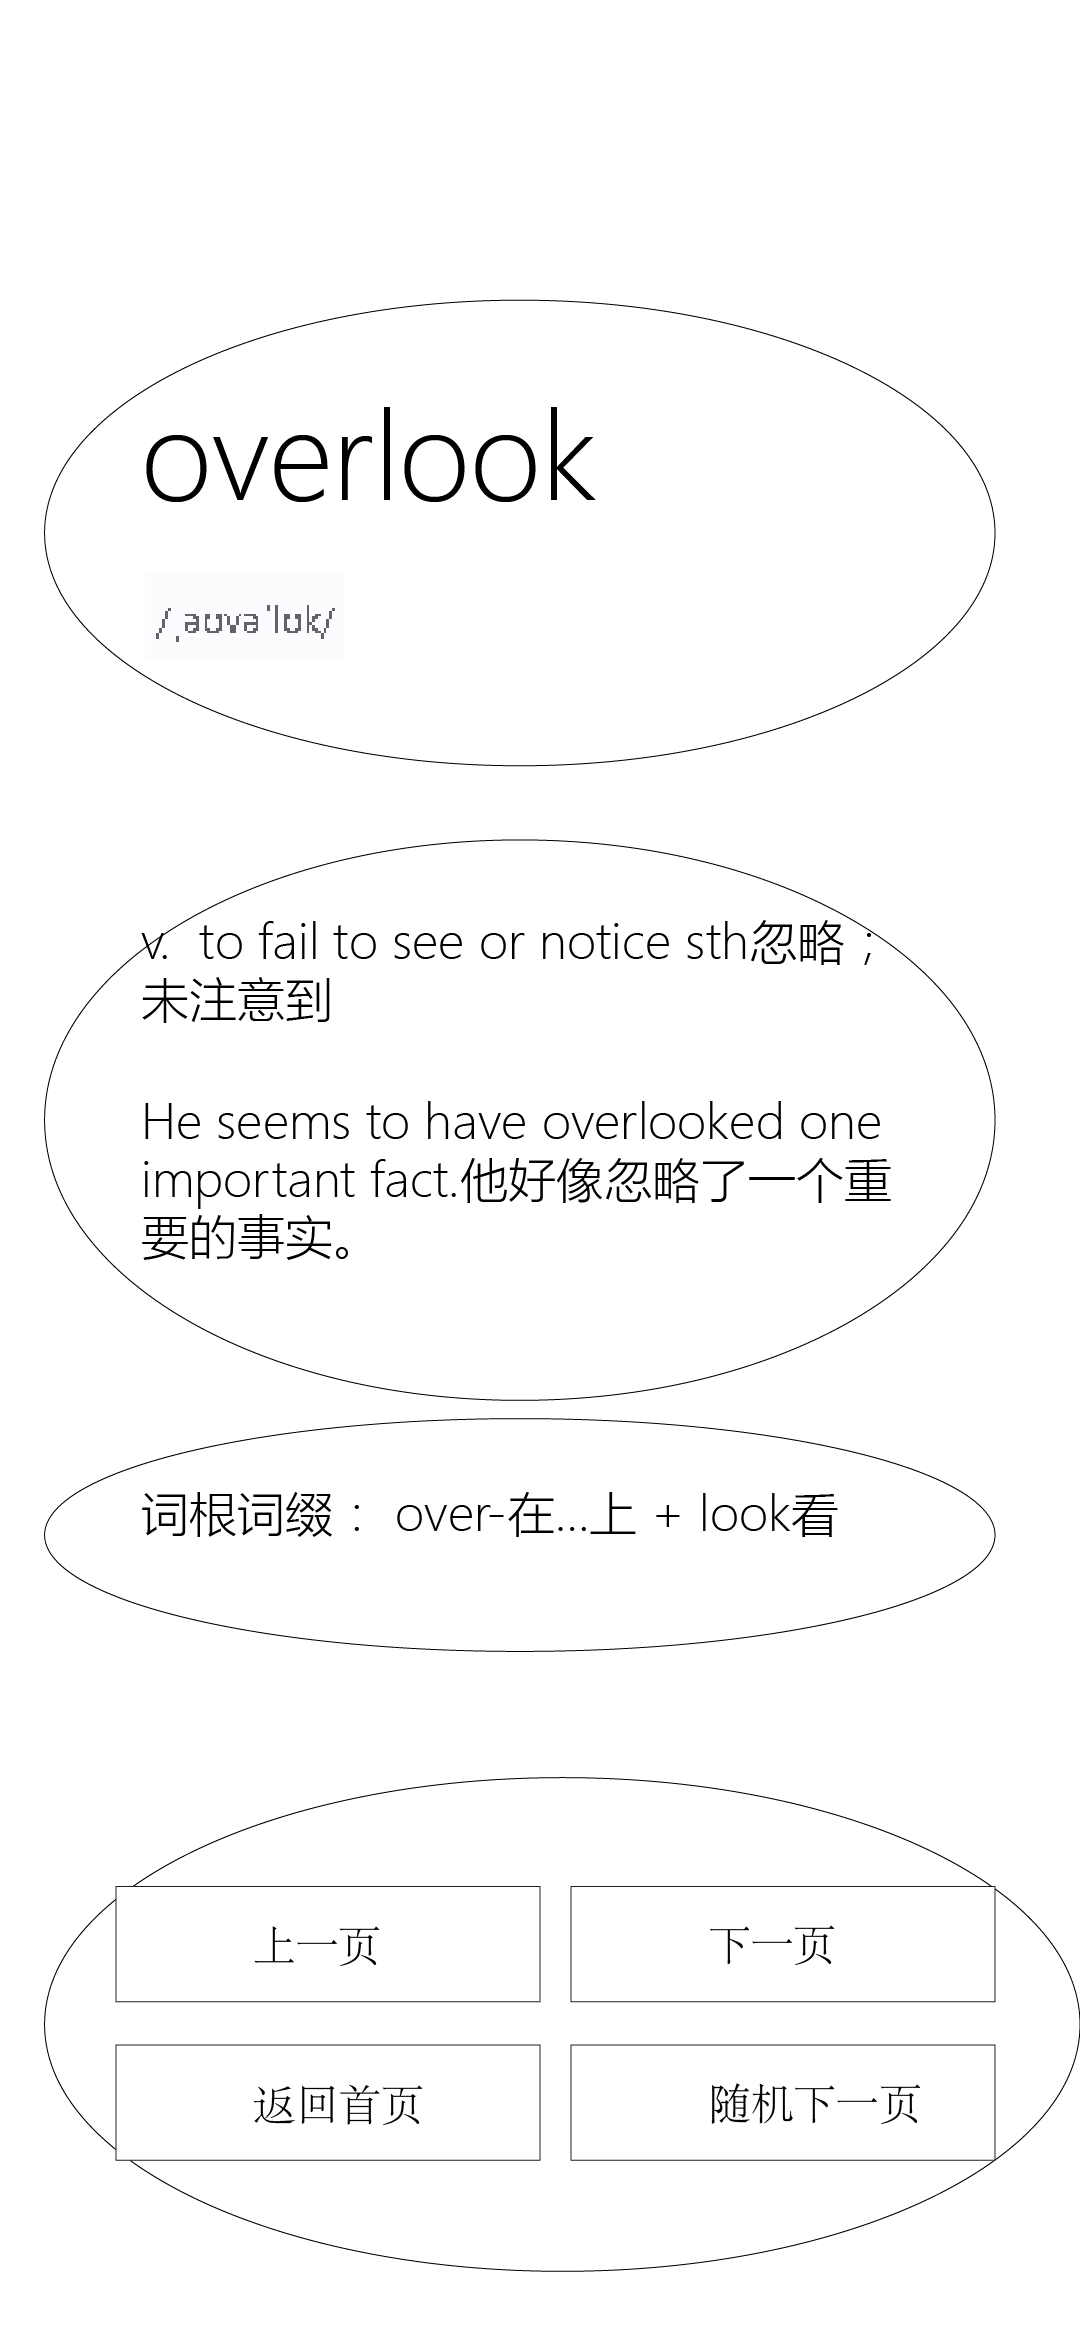 overlook
/ˌəʊvəˈlʊk/
v.  to fail to see or notice sth忽略；
未注意到
He seems to have overlooked one
important fact.他好像忽略了一个重
要的事实。
词根词缀： over-在...上 + look看
上一页
下一页
返回首页
随机下一页